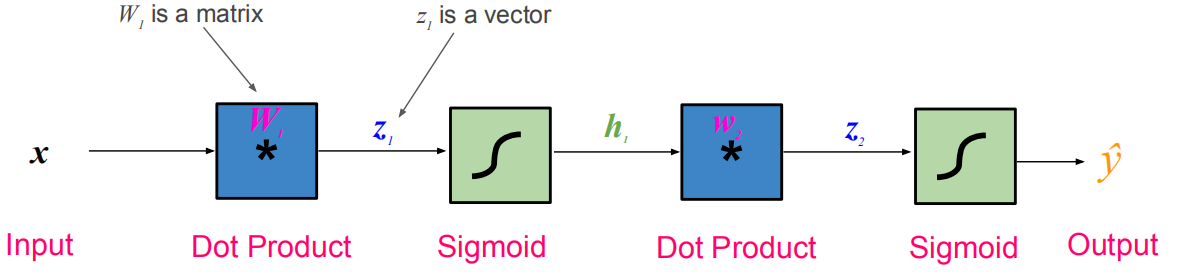 W₁ is a matrix
z₁ is a vector
x
W₁
*
z₁
h₁
w₂
*
z₂
ŷ
Input
Dot Product
Sigmoid
Dot Product
Sigmoid
Output